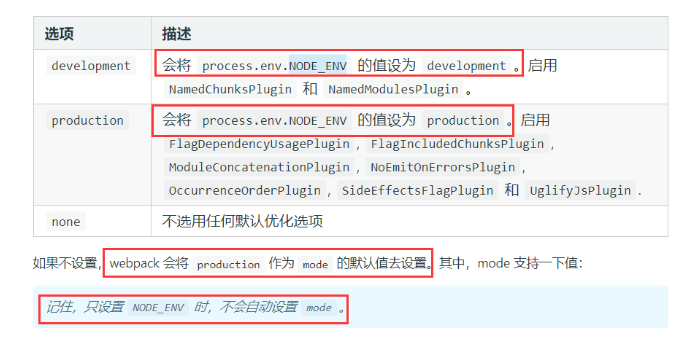 选项 描述
development 会将 process.env.NODE_ENV 的值设为 development 。启用
NamedChunksPlugin 和 NamedModulesPlugin 。
production 会将 process.env.NODE_ENV 的值设为 production 。启用
FlagDependencyUsagePlugin , FlagIncludedChunksPlugin ,
ModuleConcatenationPlugin , NoEmitOnErrorsPlugin ,
OccurrenceOrderPlugin , SideEffectsFlagPlugin 和 UglifyJsPlugin .
none 不选用任何默认优化选项
如果不设置，webpack 会将 production 作为 mode 的默认值去设置。其中，mode 支持一下值：
记住，只设置 NODE_ENV 时，不会自动设置 mode 。